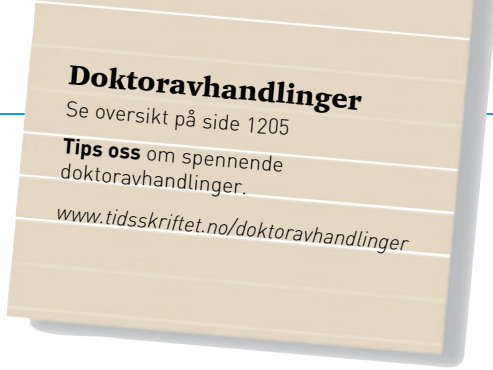 Doktoravhandlinger
Se oversikt på side 1205
Tips oss om spennende
doktoravhandlinger.
www.tidsskriftet.no/doktoravhandlinger